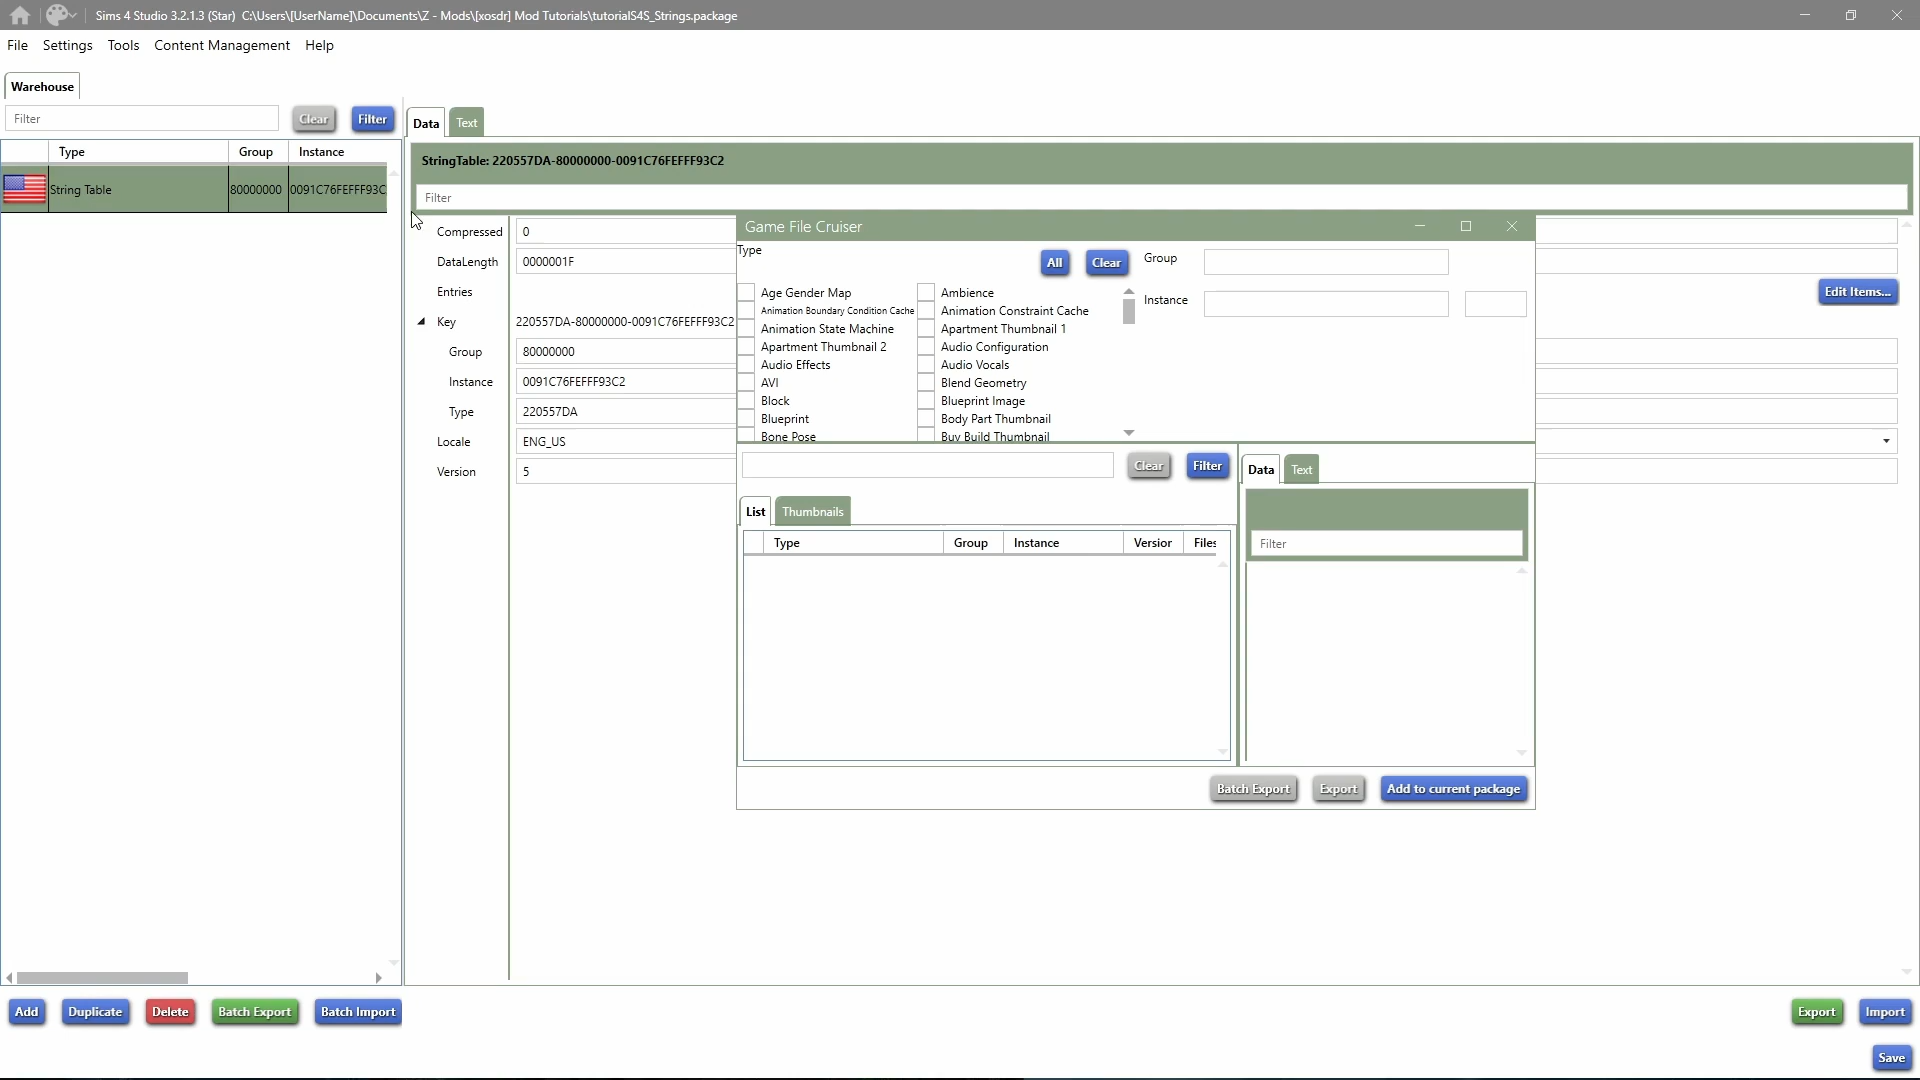 Sims 4 Studio 3.2.1.3 (Star) C:\Users\[UserName]\Documents\Z - Mods\[xosdr] Mod Tutorials\tutorialS4S_Strings.package
File Settings Tools Content Management Help
Warehouse
Filter Clear Filter
Type Group Instance
String Table 80000000 0091C76FEFFF93C
Data Text
StringTable: 220557DA-80000000-0091C76FEFFF93C2
Filter
Compressed 0
DataLength 0000001F
Entries Edit Items...
Key 220557DA-80000000-0091C76FEFFF93C2
Group 80000000
Instance 0091C76FEFFF93C2
Type 220557DA
Locale ENG_US
Version 5
Game File Cruiser
Type All Clear Group
Instance
Age Gender Map Ambience
Animation Boundary Condition Cache Animation Constraint Cache
Animation State Machine Apartment Thumbnail 1
Apartment Thumbnail 2 Audio Configuration
Audio Effects Audio Vocals
AVI Blend Geometry
Block Blueprint Image
Blueprint Body Part Thumbnail
Bone Pose Buy Build Thumbnail
Clear Filter
List Thumbnails
Type Group Instance Version Files
Data Text
Filter
Batch Export Export Add to current package
Add Duplicate Delete Batch Export Batch Import
Export Import
Save